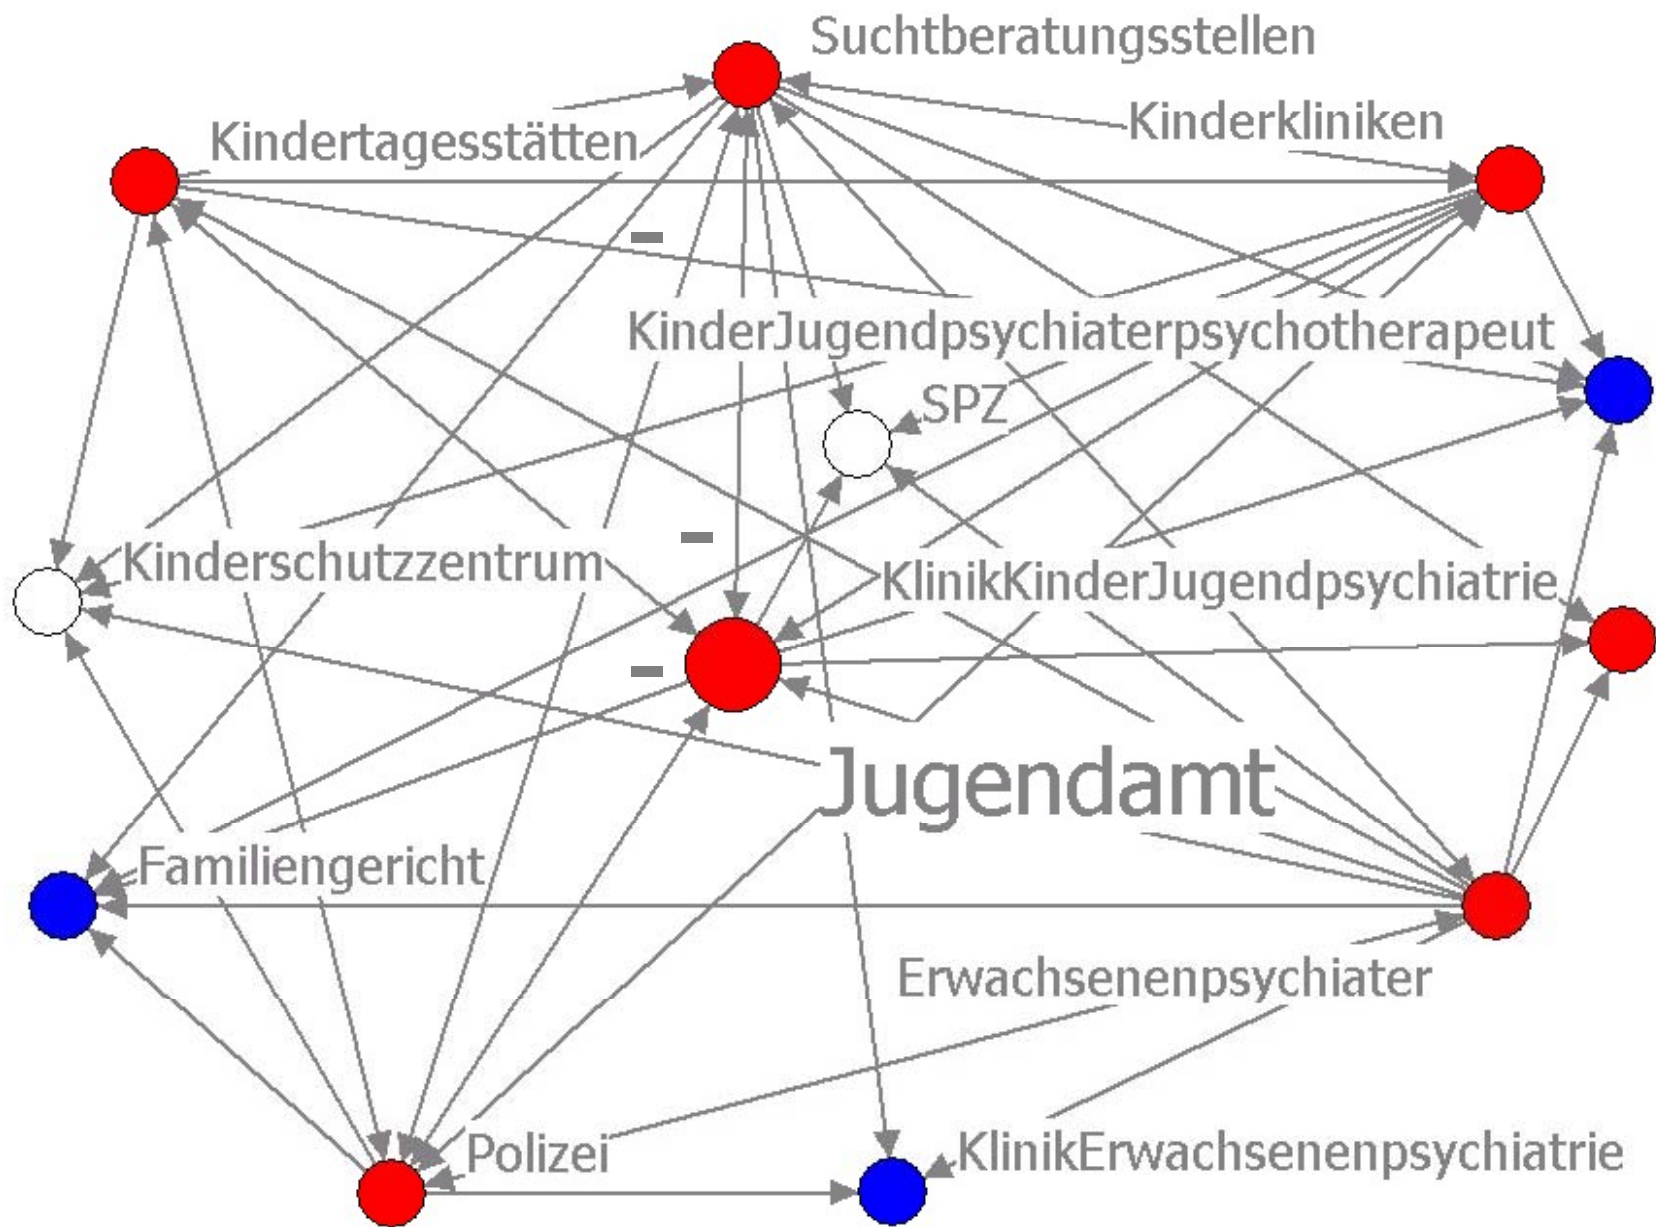 Suchtberatungsstellen
Kinderkliniken
Kindertagesstätten
KinderJugendpsychiaterpsychotherapeut
SPZ
Kinderschutzzentrum
KlinikKinderJugendpsychiatrie
Jugendamt
Familiengericht
Erwachsenenpsychiater
Polizei
KlinikErwachsenenpsychiatrie